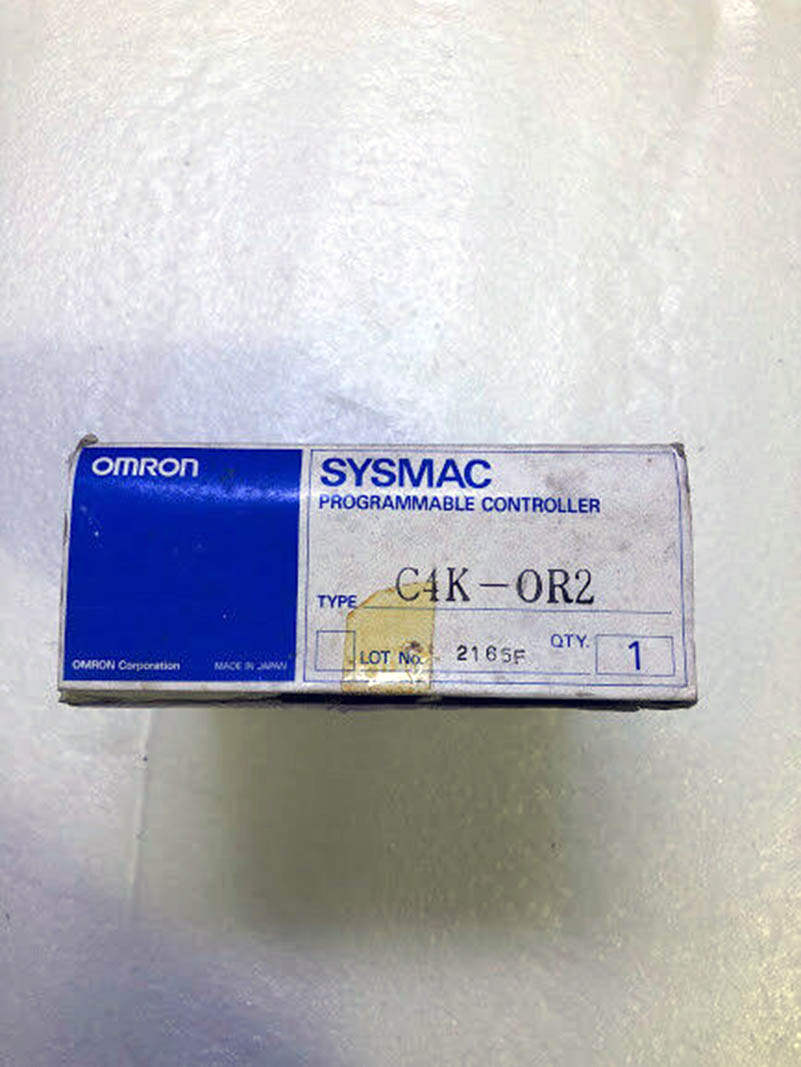 OMRON
SYSMAC
PROGRAMMABLE CONTROLLER
TYPE C4K-OR2
LOT No. 2165F QTY. 1
OMRON Corporation MADE IN JAPAN